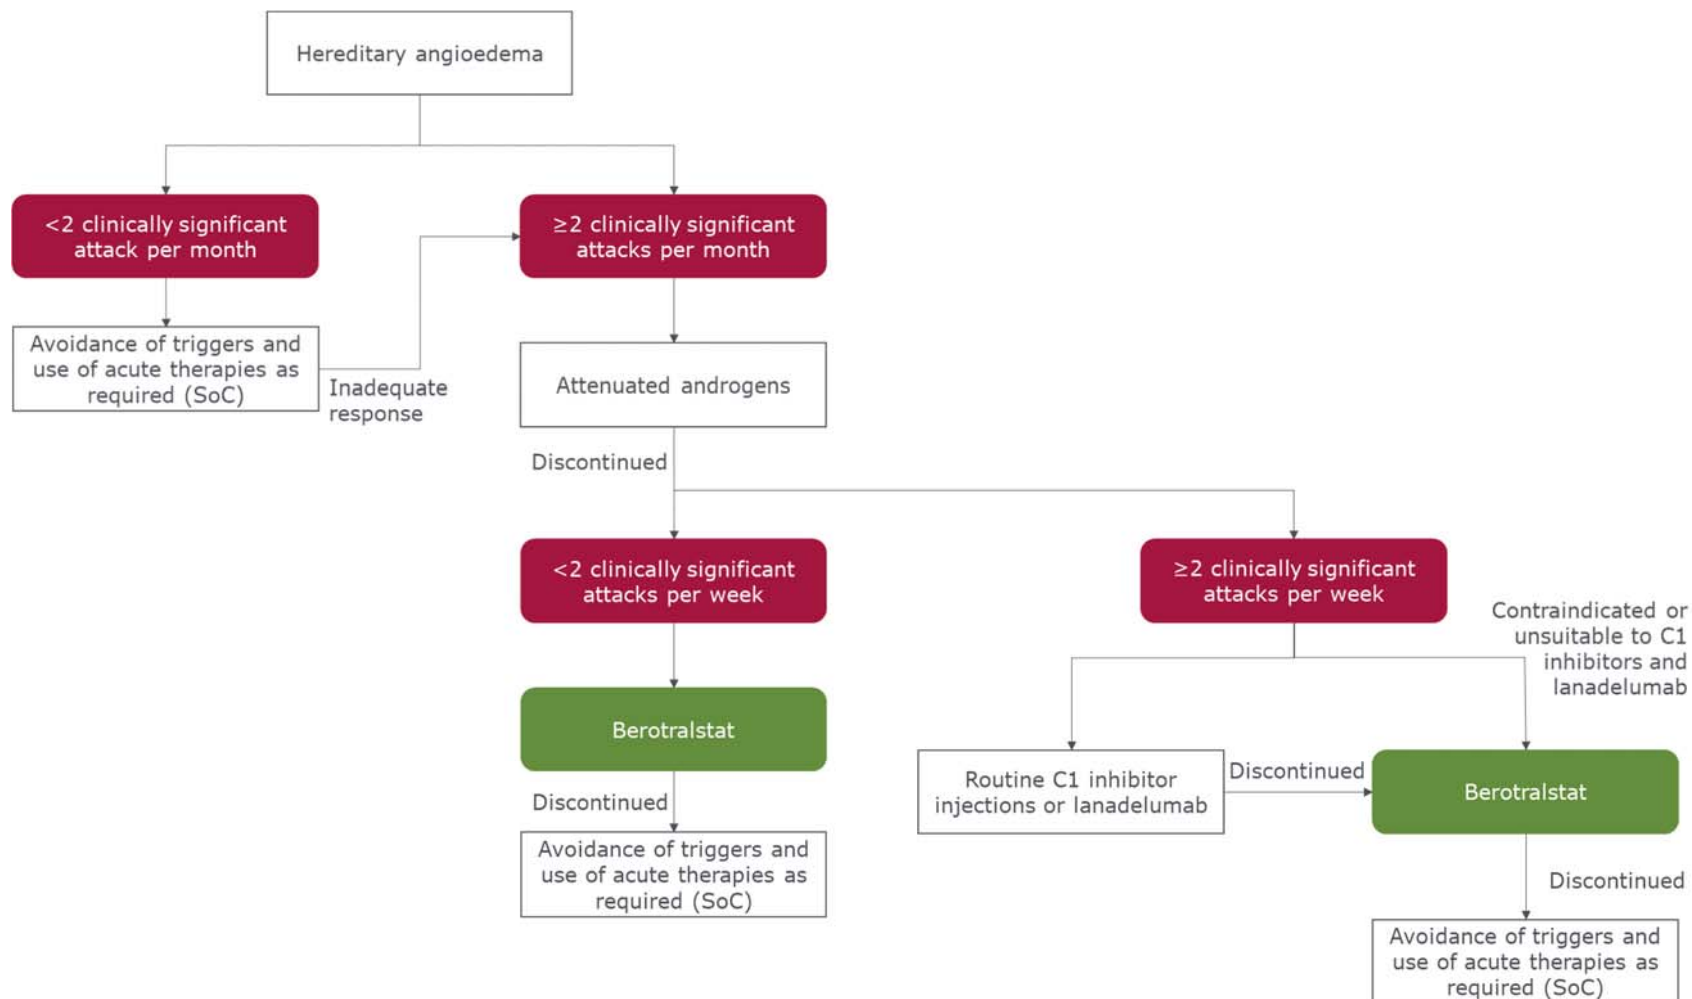 Hereditary angioedema
<2 clinically significant
attack per month
≥2 clinically significant
attacks per month
Avoidance of triggers and
use of acute therapies as
required (SoC)
Inadequate
response
Attenuated androgens
Discontinued
<2 clinically significant
attacks per week
≥2 clinically significant
attacks per week
Contraindicated or
unsuitable to C1
inhibitors and
lanadelumab
Berotralstat
Discontinued
Avoidance of triggers and
use of acute therapies as
required (SoC)
Routine C1 inhibitor
injections or lanadelumab
Discontinued
Berotralstat
Discontinued
Avoidance of triggers and
use of acute therapies as
required (SoC)